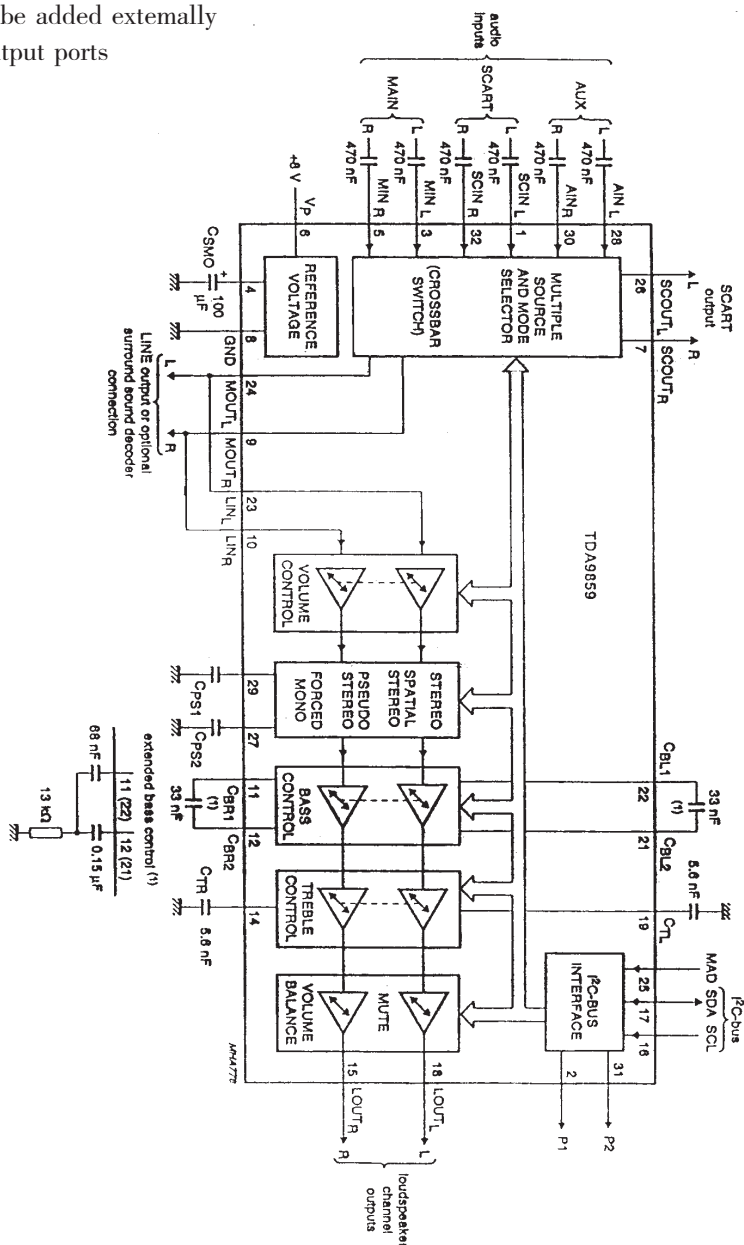 be added extemally
tput ports
audio
inputs
MAIN
SCART
AUX
R
L
R
L
R
L
470 nF
470 nF
470 nF
470 nF
470 nF
470 nF
+8 V
VP
MIN R
MIN L
SCIN R
SCIN L
AIN R
AIN L
6
5
3
32
1
30
28
CSMO
+
100
µF
4
8
GND
REFERENCE
VOLTAGE
MULTIPLE
SOURCE
AND MODE
SELECTOR
(CROSSBAR
SWITCH)
SCART
output
L
R
26
SCOUTL
7
SCOUTR
LINE output or optional
surround sound decoder
connection
L
R
24
MOUTL
9
MOUTR
23
LINL
10
LINR
TDA9859
VOLUME
CONTROL
STEREO
SPATIAL
STEREO
PSEUDO
STEREO
FORCED
MONO
29
CPS1
27
CPS2
BASS
CONTROL
11
CBR1
33 nF
(1)
12
CBR2
CBL1
22
33 nF
(1)
21
CBL2
TREBLE
CONTROL
CTR
14
5.6 nF
5.6 nF
19
CTL
VOLUME
BALANCE
MUTE
I²C-BUS
INTERFACE
MAD
SDA
SCL
I²C-bus
25
17
16
2
31
P1
P2
15
LOUTR
18
LOUTL
R
L
loudspeaker
channel
outputs
MHA778
extended bass control (1)
11 (22)
12 (21)
68 nF
0.15 µF
13 kΩ